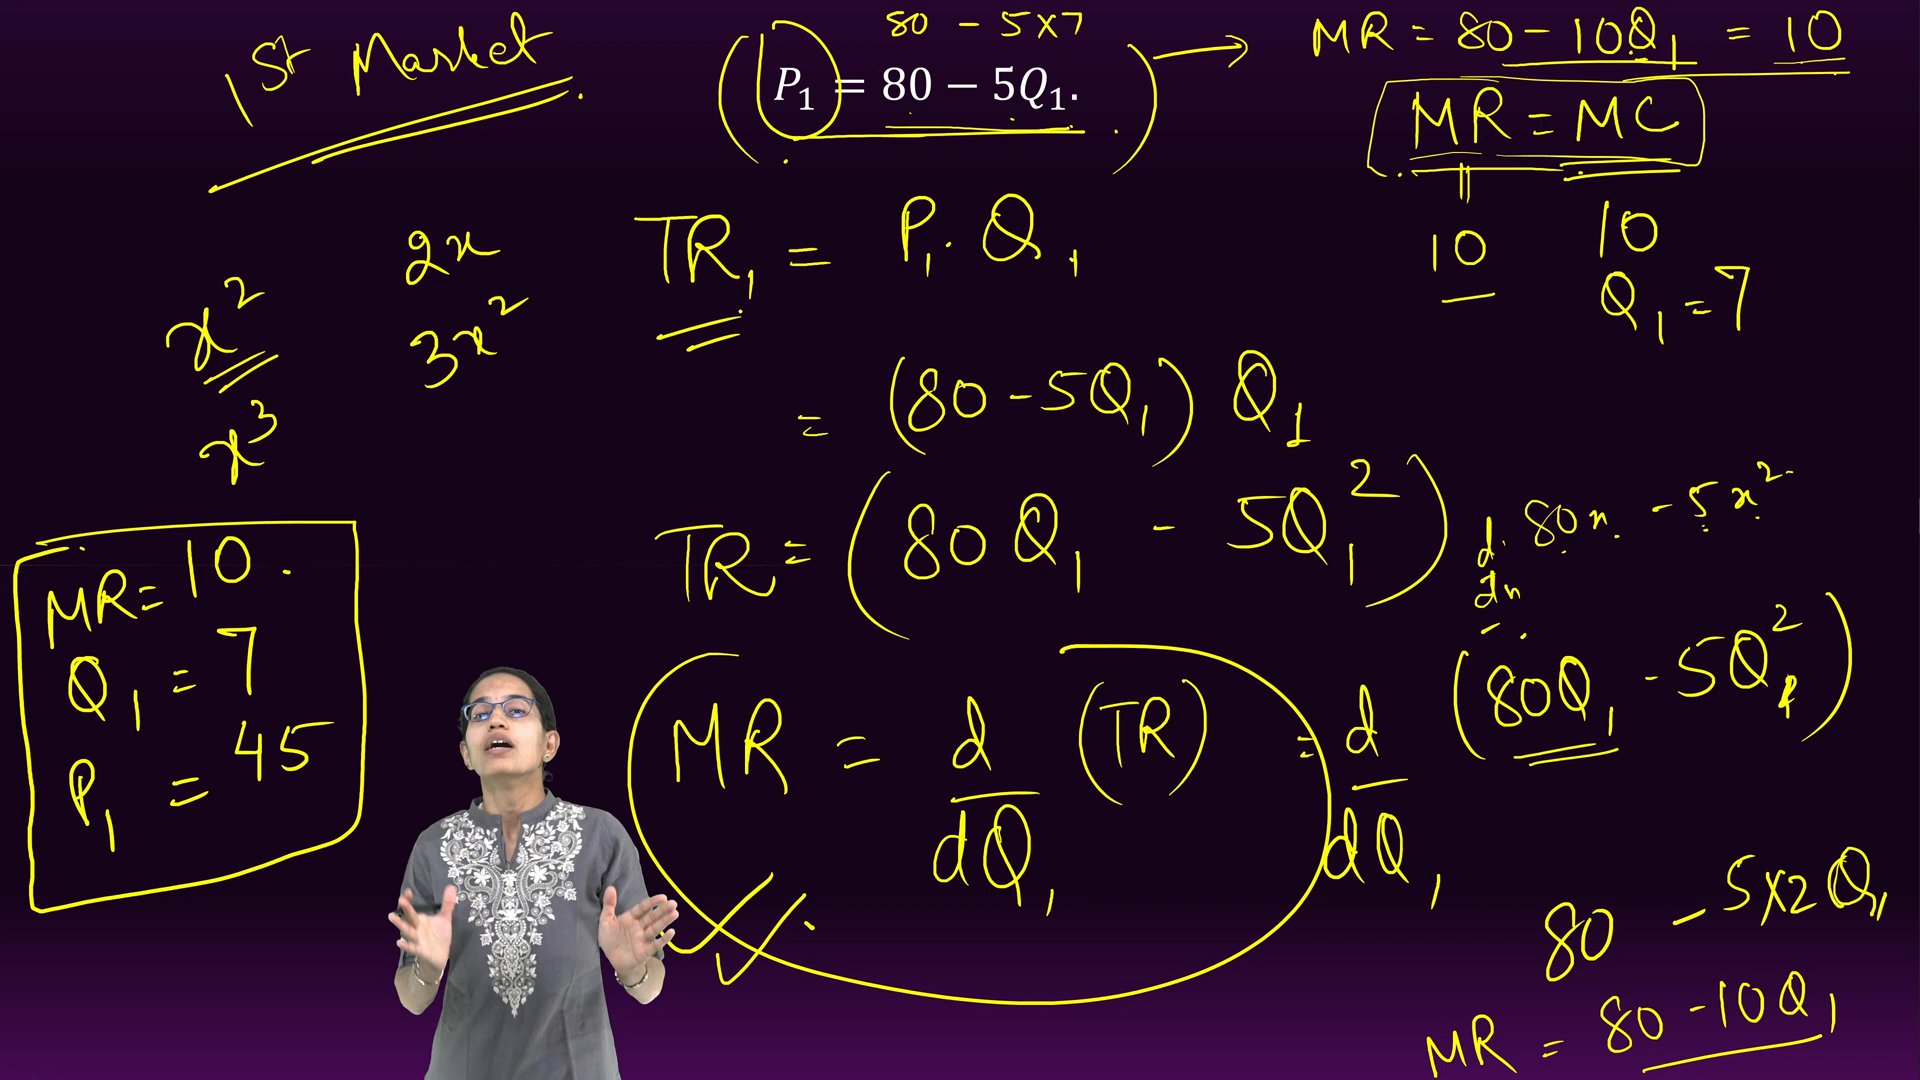 1st Market
80 - 5x7
P₁ = 80 − 5Q₁.
MR = 80 - 10Q₁ = 10
MR = MC
10 10
Q₁ = 7
TR₁ = P₁. Q₁
= (80 - 5Q₁) Q₁
TR = (80Q₁ - 5Q₁²)
x² 2x
x³ 3x²
d/dx 80x - 5x²
MR = d/dQ₁ (TR) = d/dQ₁ (80Q₁ - 5Q₁²)
80 - 5x2Q₁
MR = 80 - 10Q₁
MR = 10.
Q₁ = 7
P₁ = 45